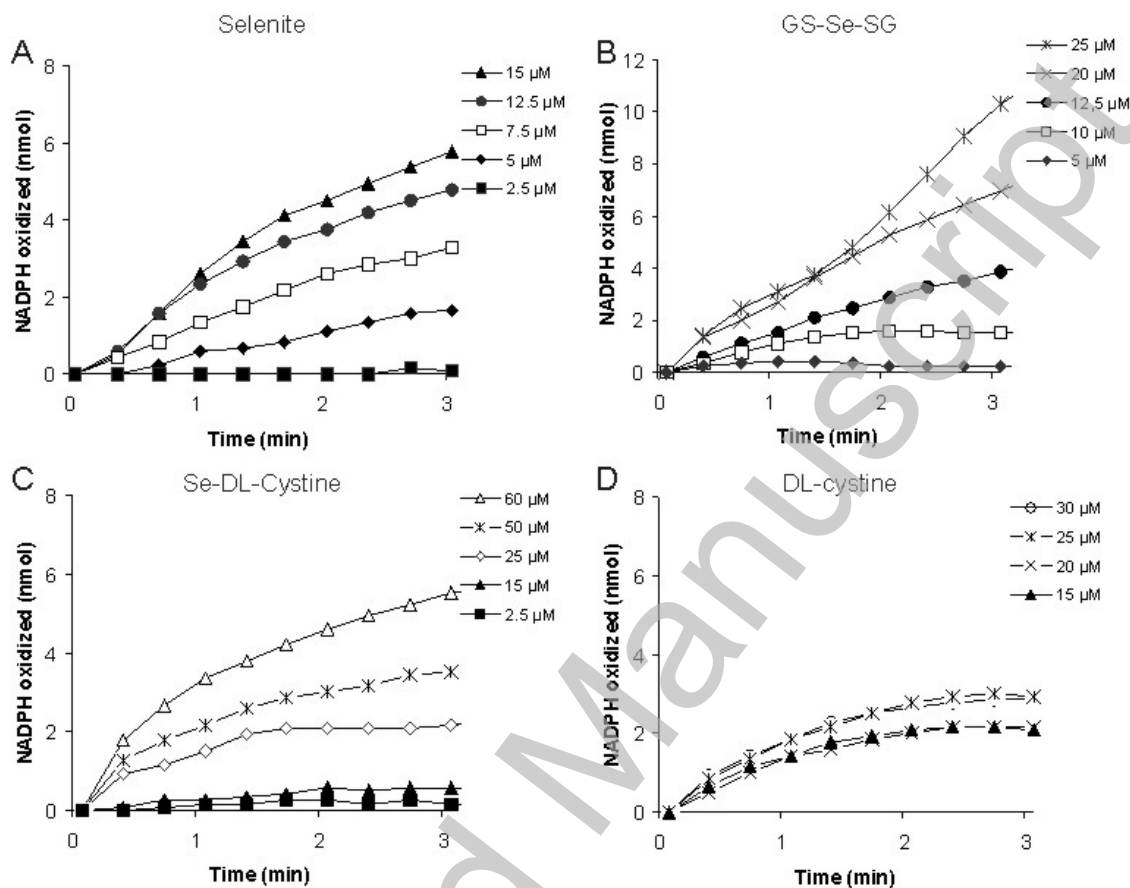 Selenite
A
NADPH oxidized (nmol)
8
6
4
2
0
0 1 2 3
Time (min)
15 µM
12.5 µM
7.5 µM
5 µM
2.5 µM
GS-Se-SG
B
NADPH oxidized (nmol)
12
10
8
6
4
2
0
0 1 2 3
Time (min)
25 µM
20 µM
12,5 µM
10 µM
5 µM
Se-DL-Cystine
C
NADPH oxidized (nmol)
8
6
4
2
0
0 1 2 3
Time (min)
60 µM
50 µM
25 µM
15 µM
2.5 µM
DL-cystine
D
NADPH oxidized (nmol)
8
6
4
2
0
0 1 2 3
Time (min)
30 µM
25 µM
20 µM
15 µM
d Manuscript